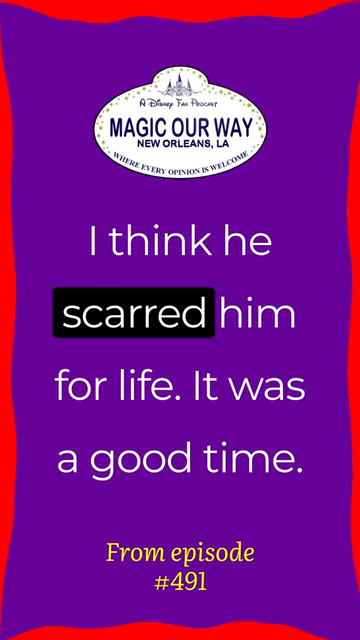 A Disney Fan Podcast
MAGIC OUR WAY
NEW ORLEANS, LA
WHERE EVERY OPINION IS WELCOME
I think he
scarred him
for life. It was
a good time.
From episode
#491